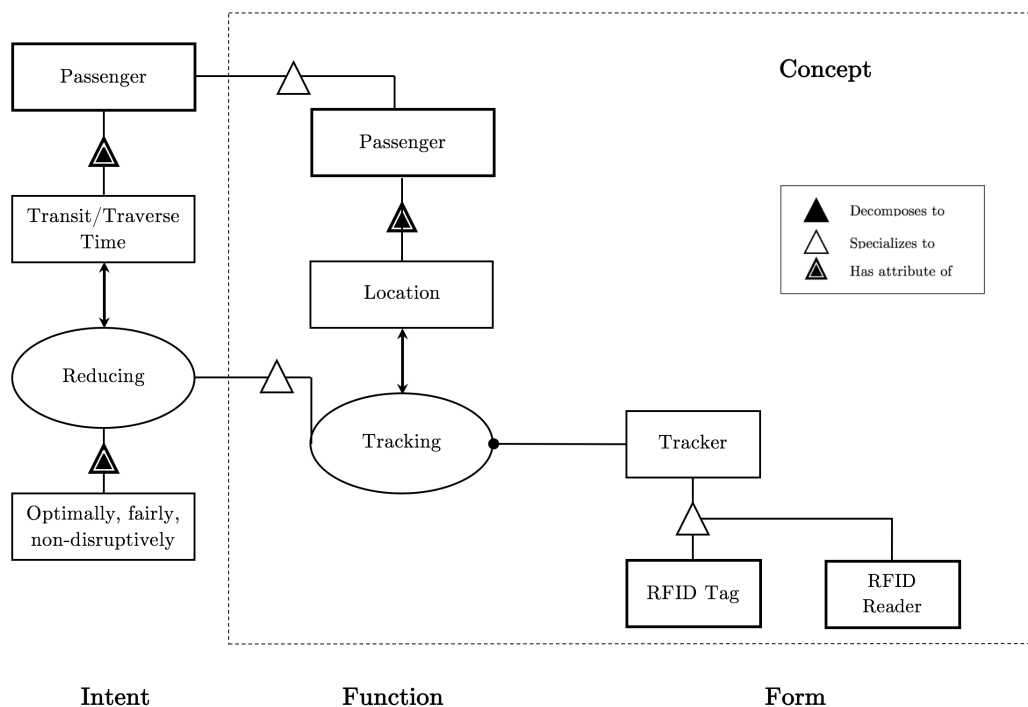 Passenger
Concept
Passenger
Transit/Traverse
Time
Decomposes to
Specializes to
Has attribute of
Location
Reducing
Tracking
Tracker
Optimally, fairly,
non-disruptively
RFID Tag
RFID
Reader
Intent
Function
Form